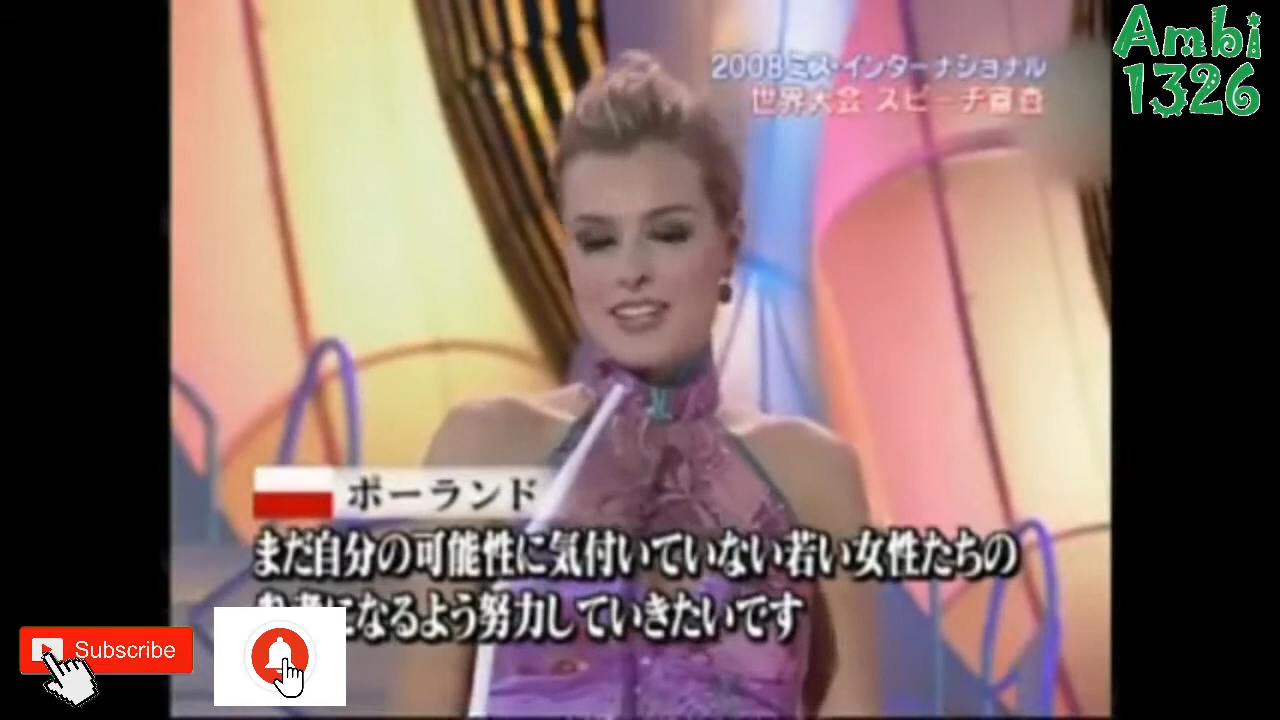 Ambi
1326
2008ミス・インターナショナル
世界大会 スピーチ審査
ポーランド
まだ自分の可能性に気付いていない若い女性たちの
になるよう努力していきたいです
Subscribe